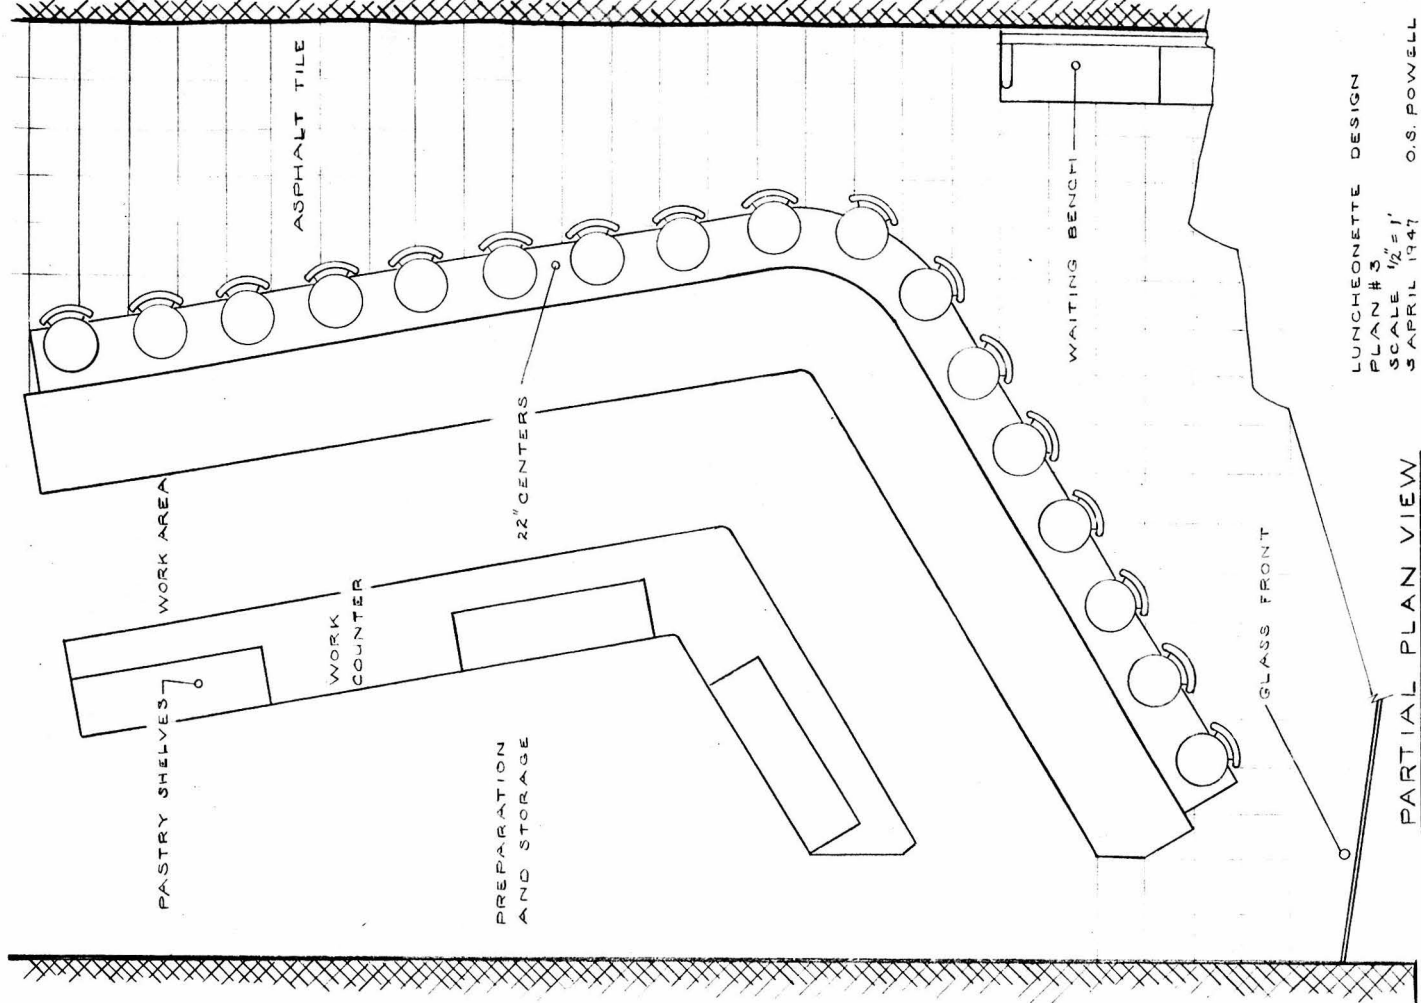 PASTRY SHELVES
WORK AREA
ASPHALT TILE
WORK
COUNTER
PREPARATION
AND STORAGE
22" CENTERS
WAITING BENCH
GLASS FRONT
LUNCHEONETTE DESIGN
PLAN # 3
SCALE 1/2" = 1'
5 APRIL 1947 O.S. POWELL
PARTIAL PLAN VIEW